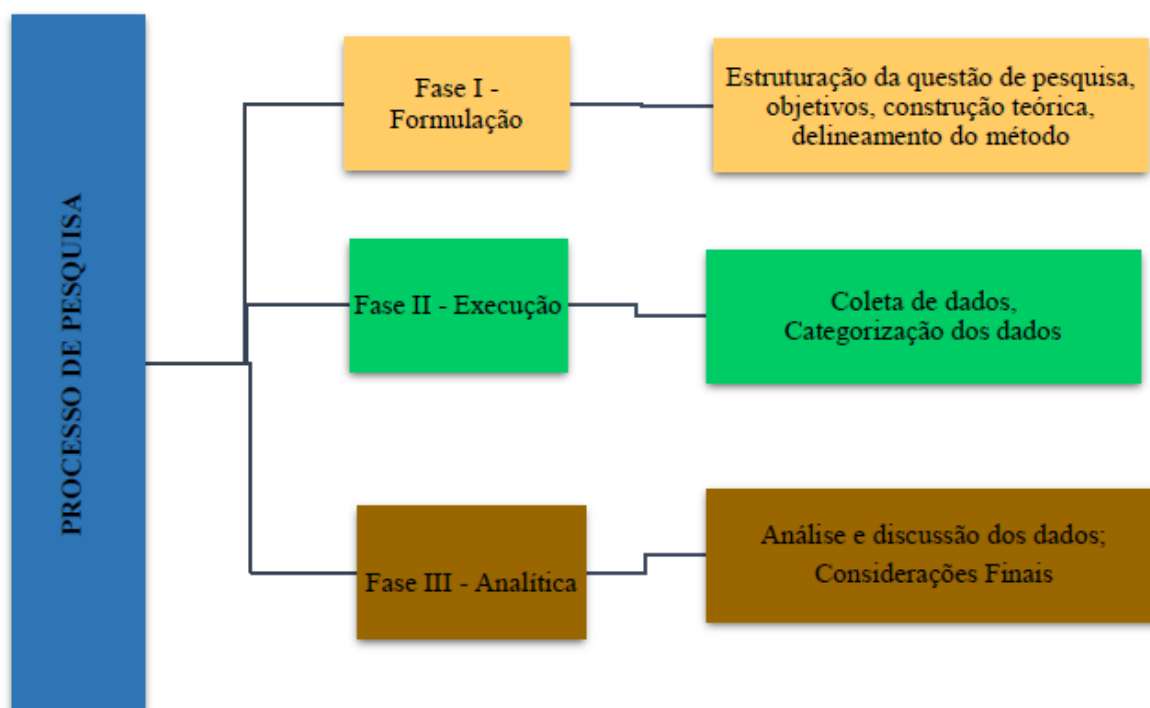 PROCESSO DE PESQUISA
Fase I -
Formulação
Estruturação da questão de pesquisa,
objetivos, construção teórica,
delineamento do método
Fase II - Execução
Coleta de dados,
Categorização dos dados
Fase III - Analítica
Análise e discussão dos dados;
Considerações Finais